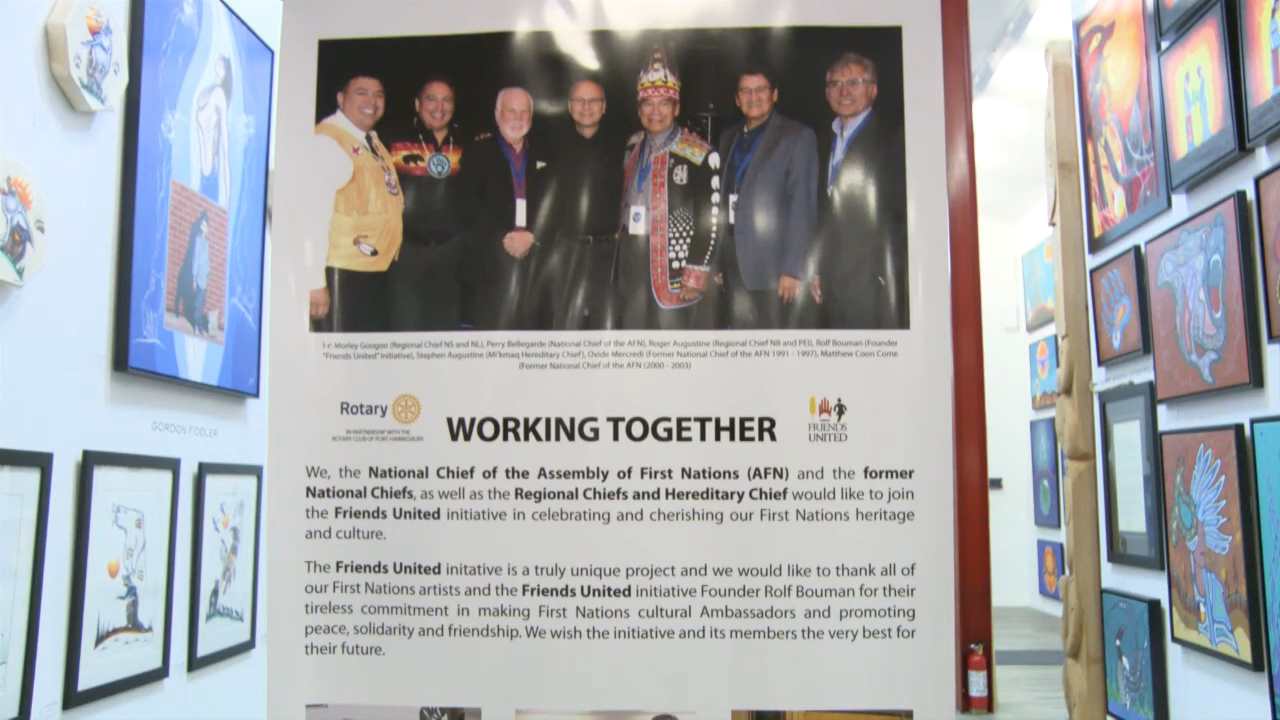 l-r: Morley Googoo (Regional Chief NS and NL), Perry Bellegarde (National Chief of the AFN), Roger Augustine (Regional Chief NB and PEI), Rolf Bouman (Founder
"Friends United" Initiative), Stephen Augustine (Mi'kmaq Hereditary Chief), Ovide Mercredi (Former National Chief of the AFN 1991 - 1997), Matthew Coon Come
(Former National Chief of the AFN (2000 - 2003)
Rotary
IN PARTNERSHIP WITH THE
ROTARY CLUB OF PORT HAWKESBURY
WORKING TOGETHER
FRIENDS
UNITED
GORDON FIDDLER
We, the National Chief of the Assembly of First Nations (AFN) and the former
National Chiefs, as well as the Regional Chiefs and Hereditary Chief would like to join
the Friends United initiative in celebrating and cherishing our First Nations heritage
and culture.
The Friends United initative is a truly unique project and we would like to thank all of
our First Nations artists and the Friends United initiative Founder Rolf Bouman for their
tireless commitment in making First Nations cultural Ambassadors and promoting
peace, solidarity and friendship. We wish the initiative and its members the very best for
their future.